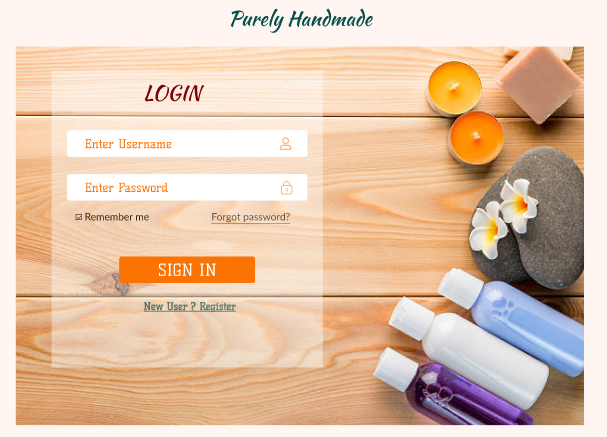 Purely Handmade
LOGIN
Enter Username
Enter Password
Remember me
Forgot password?
SIGN IN
New User ? Register